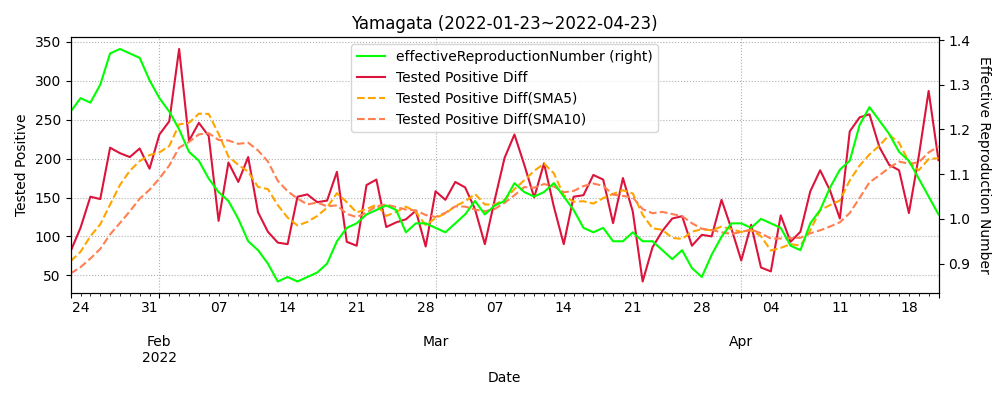 Yamagata (2022-01-23~2022-04-23)
effectiveReproductionNumber (right)
Tested Positive Diff
Tested Positive Diff(SMA5)
Tested Positive Diff(SMA10)
Tested Positive
350
300
250
200
150
100
50
1.4
1.3
1.2
1.1
1.0
0.9
Effective Reproduction Number
24 31 07 14 21 28 07 14 21 28 04 11 18
Feb Mar Apr
2022
Date